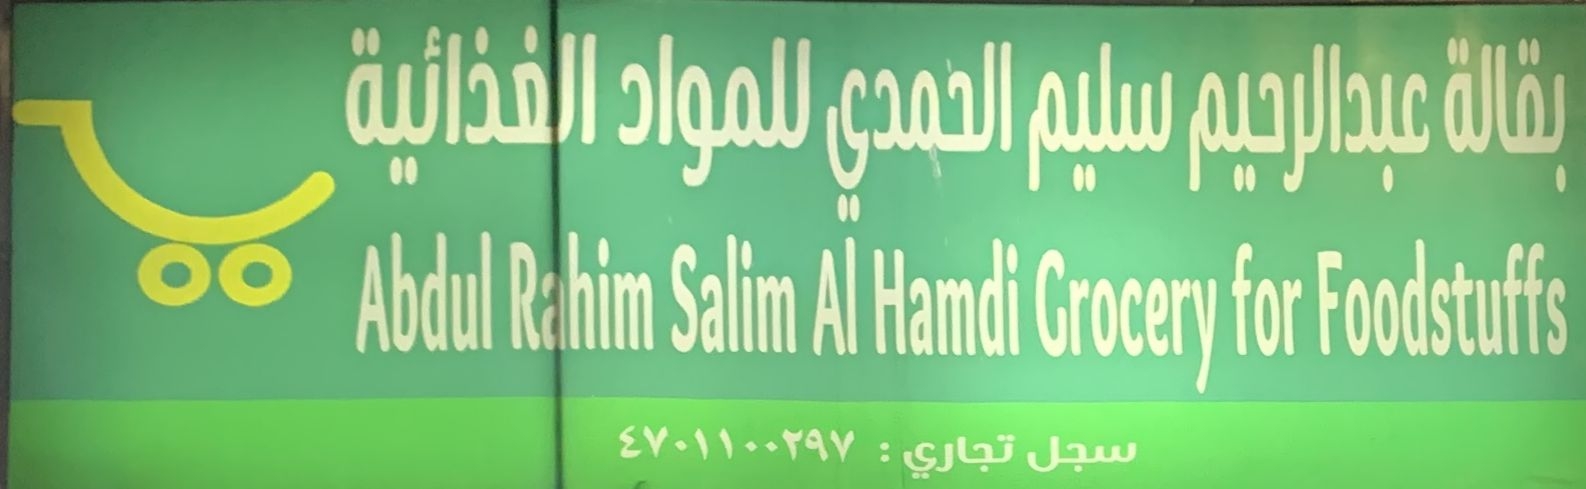 بقالة عبدالرحيم سليم الحمدي للمواد الغذائية
Abdul Rahim Salim Al Hamdi Grocery for Foodstuffs
سجل تجاري : ٤٧٠١١٠٠٢٩٧